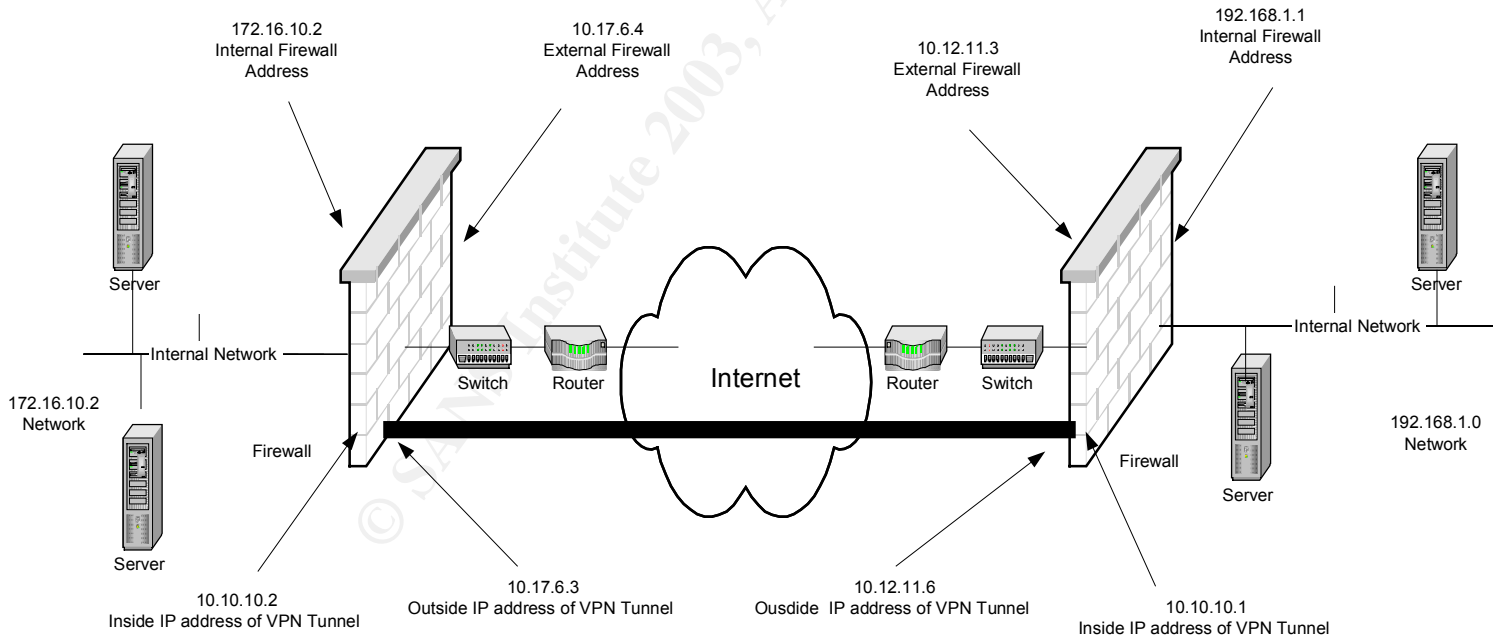 172.16.10.2
Internal Firewall
Address
10.17.6.4
External Firewall
Address
10.12.11.3
External Firewall
Address
192.168.1.1
Internal Firewall
Address
Server
Server
Internal Network
Internal Network
Switch
Router
Internet
Router
Switch
172.16.10.2
Network
192.168.1.0
Network
Firewall
Firewall
Server
Server
10.10.10.2
Inside IP address of VPN Tunnel
10.17.6.3
Outside IP address of VPN Tunnel
10.12.11.6
Ousdide IP address of VPN Tunnel
10.10.10.1
Inside IP address of VPN Tunnel
© SANS Institute 2003, A